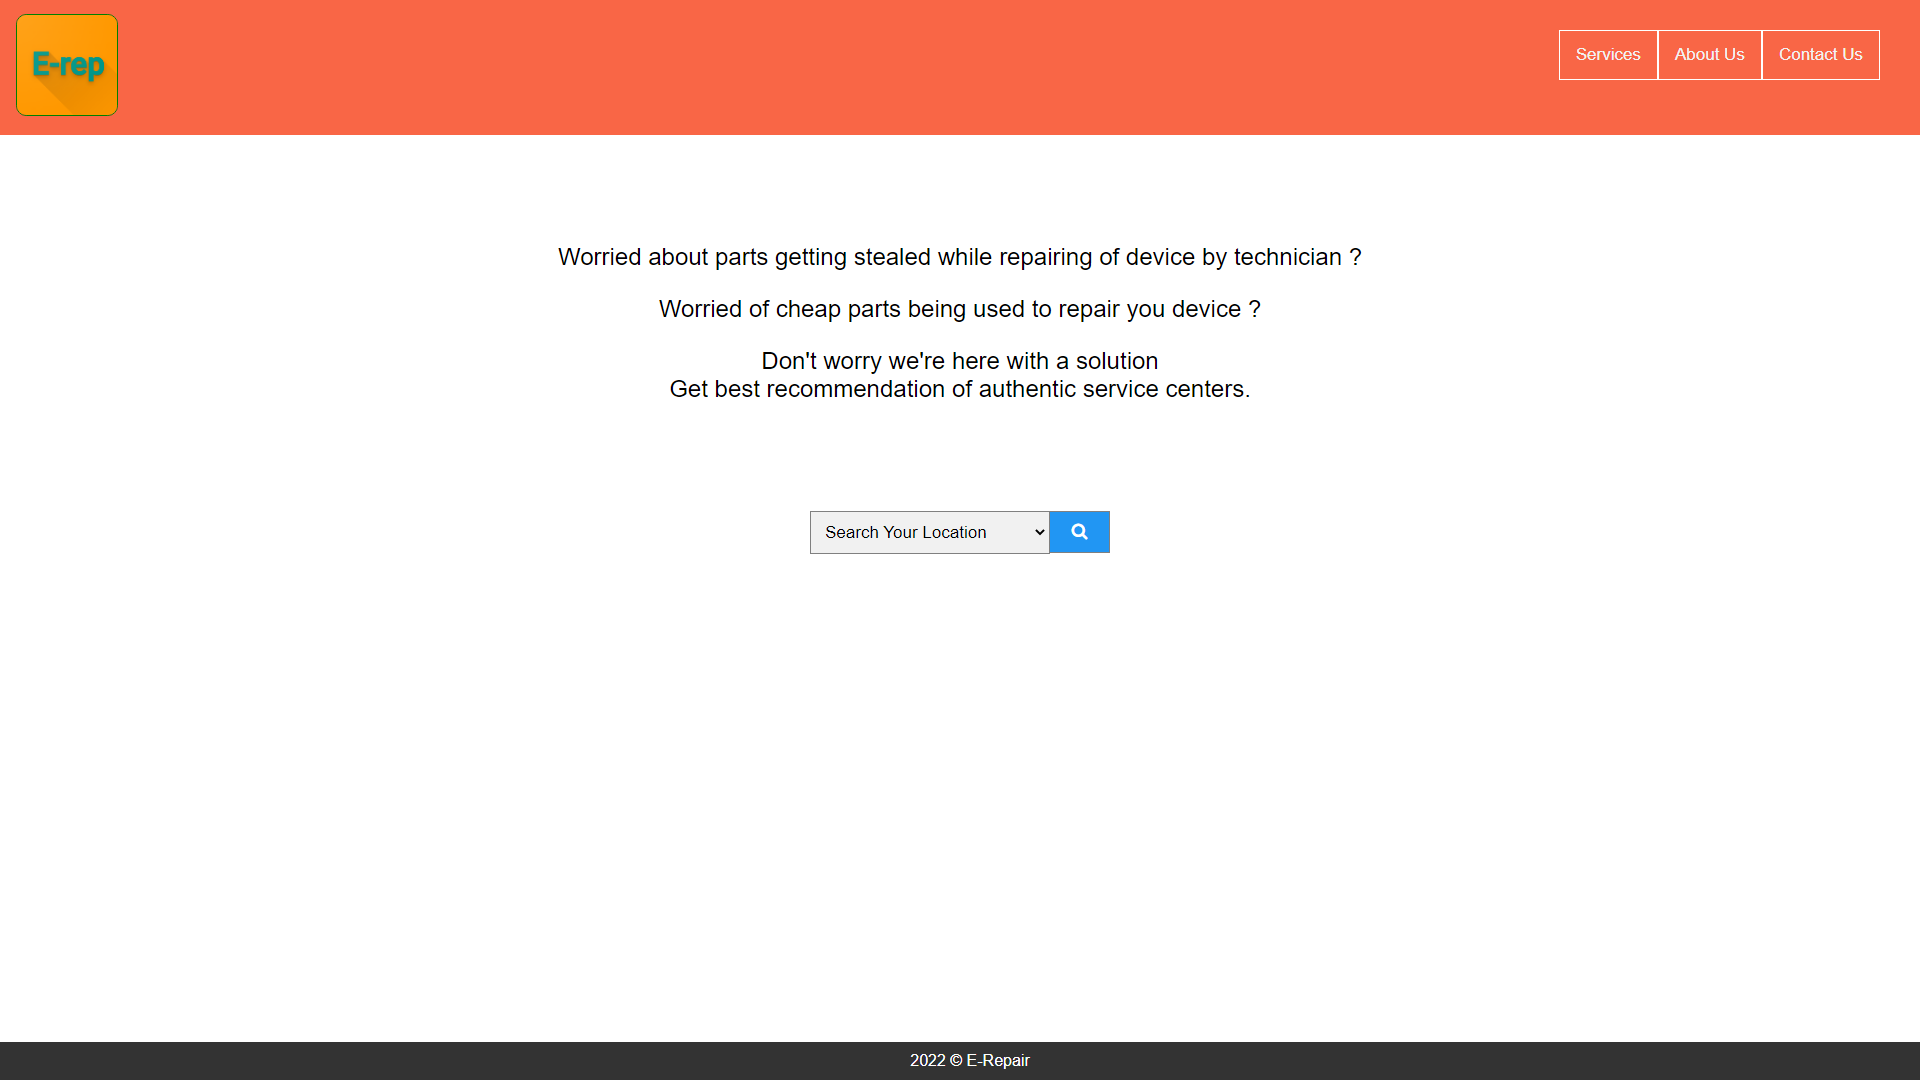 E-rep
Services
About Us
Contact Us
Worried about parts getting stealed while repairing of device by technician ?
Worried of cheap parts being used to repair you device ?
Don't worry we're here with a solution
Get best recommendation of authentic service centers.
Search Your Location
2022 © E-Repair